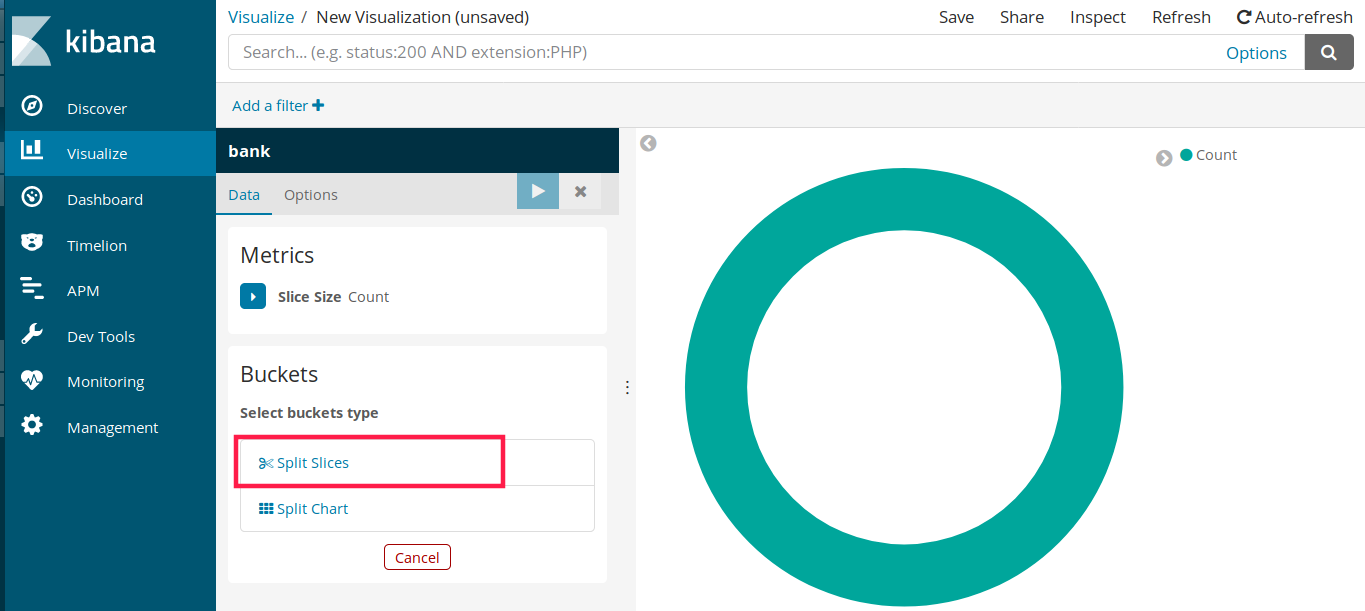 kibana
Discover
Visualize
Dashboard
Timelion
APM
Dev Tools
Monitoring
Management
Visualize / New Visualization (unsaved)
Save Share Inspect Refresh Auto-refresh
Search... (e.g. status:200 AND extension:PHP)
Options
Add a filter
bank
Data Options
Metrics
Slice Size Count
Buckets
Select buckets type
Split Slices
Split Chart
Cancel
Count